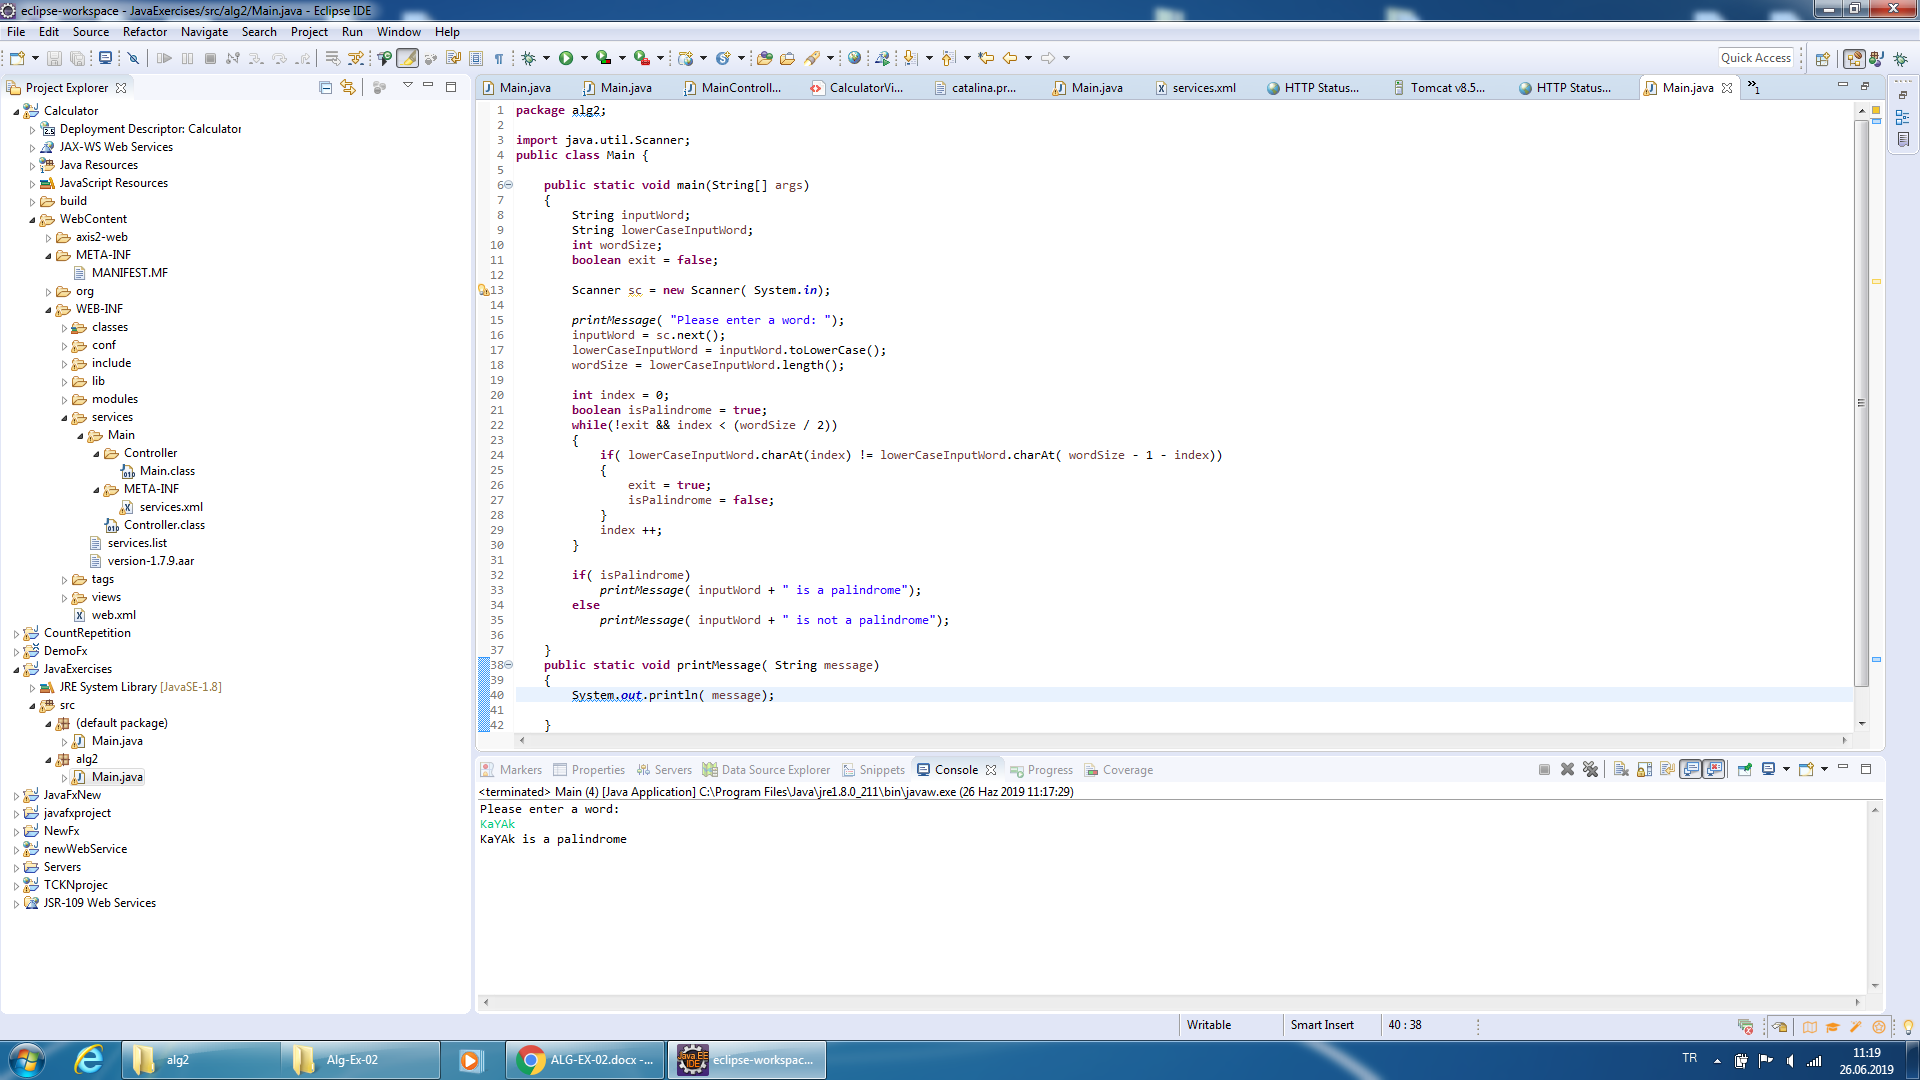 eclipse-workspace - JavaExercises/src/alg2/Main.java - Eclipse IDE
File Edit Source Refactor Navigate Search Project Run Window Help
Quick Access
Project Explorer
Calculator
Deployment Descriptor: Calculator
JAX-WS Web Services
Java Resources
JavaScript Resources
build
WebContent
axis2-web
META-INF
MANIFEST.MF
org
WEB-INF
classes
conf
include
lib
modules
services
Main
Controller
Main.class
META-INF
services.xml
Controller.class
services.list
version-1.7.9.aar
tags
views
web.xml
CountRepetition
DemoFx
JavaExercises
JRE System Library [JavaSE-1.8]
src
(default package)
Main.java
alg2
Main.java
JavaFxNew
javafxproject
NewFx
newWebService
Servers
TCKNprojec
JSR-109 Web Services
Main.java Main.java MainControll... CalculatorVi... catalina.pr... Main.java services.xml HTTP Status... Tomcat v8.5... HTTP Status... Main.java »1
1 package alg2;
2
3 import java.util.Scanner;
4 public class Main {
5
6 public static void main(String[] args)
7 {
8 String inputWord;
9 String lowerCaseInputWord;
10 int wordSize;
11 boolean exit = false;
12
13 Scanner sc = new Scanner( System.in);
14
15 printMessage( "Please enter a word: ");
16 inputWord = sc.next();
17 lowerCaseInputWord = inputWord.toLowerCase();
18 wordSize = lowerCaseInputWord.length();
19
20 int index = 0;
21 boolean isPalindrome = true;
22 while(!exit && index < (wordSize / 2))
23 {
24 if( lowerCaseInputWord.charAt(index) != lowerCaseInputWord.charAt( wordSize - 1 - index))
25 {
26 exit = true;
27 isPalindrome = false;
28 }
29 index ++;
30 }
31
32 if( isPalindrome)
33 printMessage( inputWord + " is a palindrome");
34 else
35 printMessage( inputWord + " is not a palindrome");
36
37 }
38 public static void printMessage( String message)
39 {
40 System.out.println( message);
41
42 }
Markers Properties Servers Data Source Explorer Snippets Console Progress Coverage
<terminated> Main (4) [Java Application] C:\Program Files\Java\jre1.8.0_211\bin\javaw.exe (26 Haz 2019 11:17:29)
Please enter a word:
KaYAk
KaYAk is a palindrome
Writable Smart Insert 40 : 38
alg2 Alg-Ex-02 ALG-EX-02.docx -... Java EE IDE eclipse-workspac... TR 11:19
26.06.2019